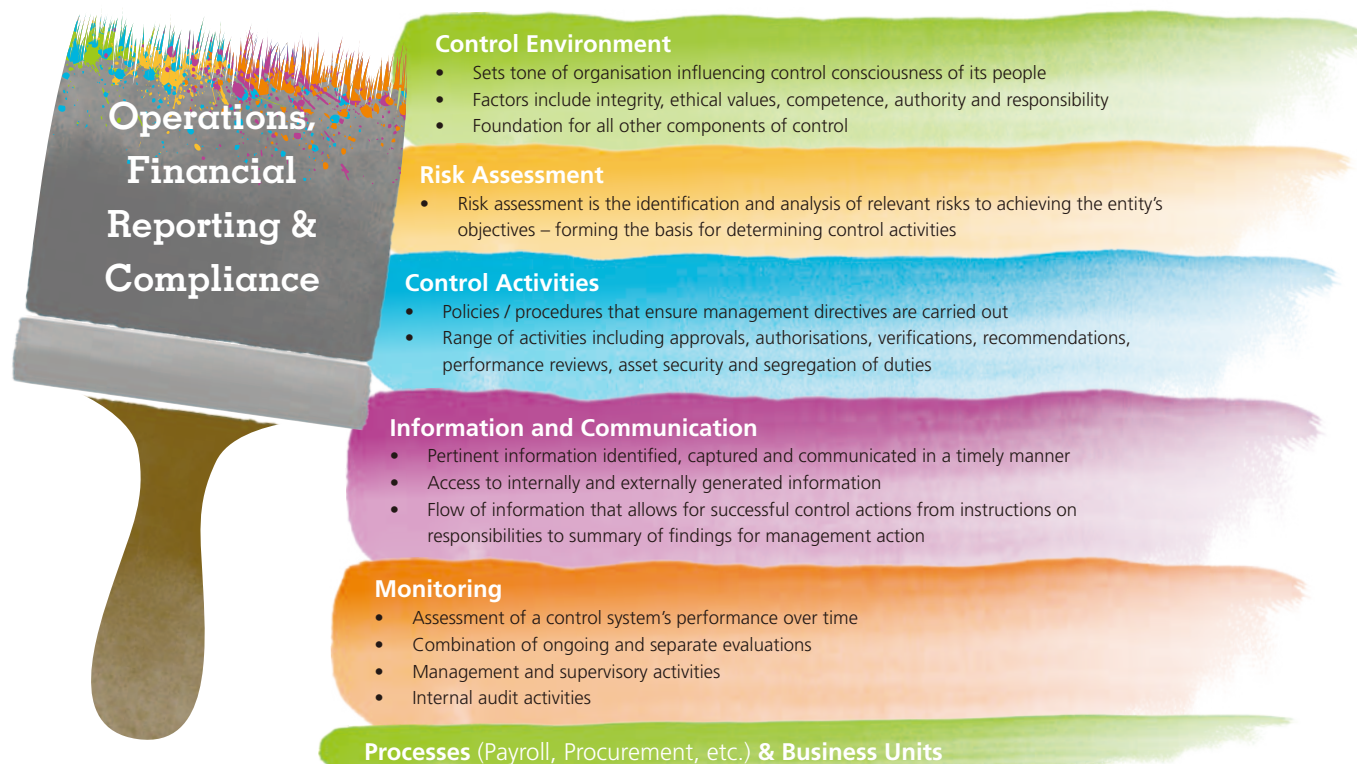 Operations,
Financial
Reporting &
Compliance
Control Environment
• Sets tone of organisation influencing control consciousness of its people
• Factors include integrity, ethical values, competence, authority and responsibility
• Foundation for all other components of control
Risk Assessment
• Risk assessment is the identification and analysis of relevant risks to achieving the entity’s
objectives – forming the basis for determining control activities
Control Activities
• Policies / procedures that ensure management directives are carried out
• Range of activities including approvals, authorisations, verifications, recommendations,
performance reviews, asset security and segregation of duties
Information and Communication
• Pertinent information identified, captured and communicated in a timely manner
• Access to internally and externally generated information
• Flow of information that allows for successful control actions from instructions on
responsibilities to summary of findings for management action
Monitoring
• Assessment of a control system’s performance over time
• Combination of ongoing and separate evaluations
• Management and supervisory activities
• Internal audit activities
Processes (Payroll, Procurement, etc.) & Business Units